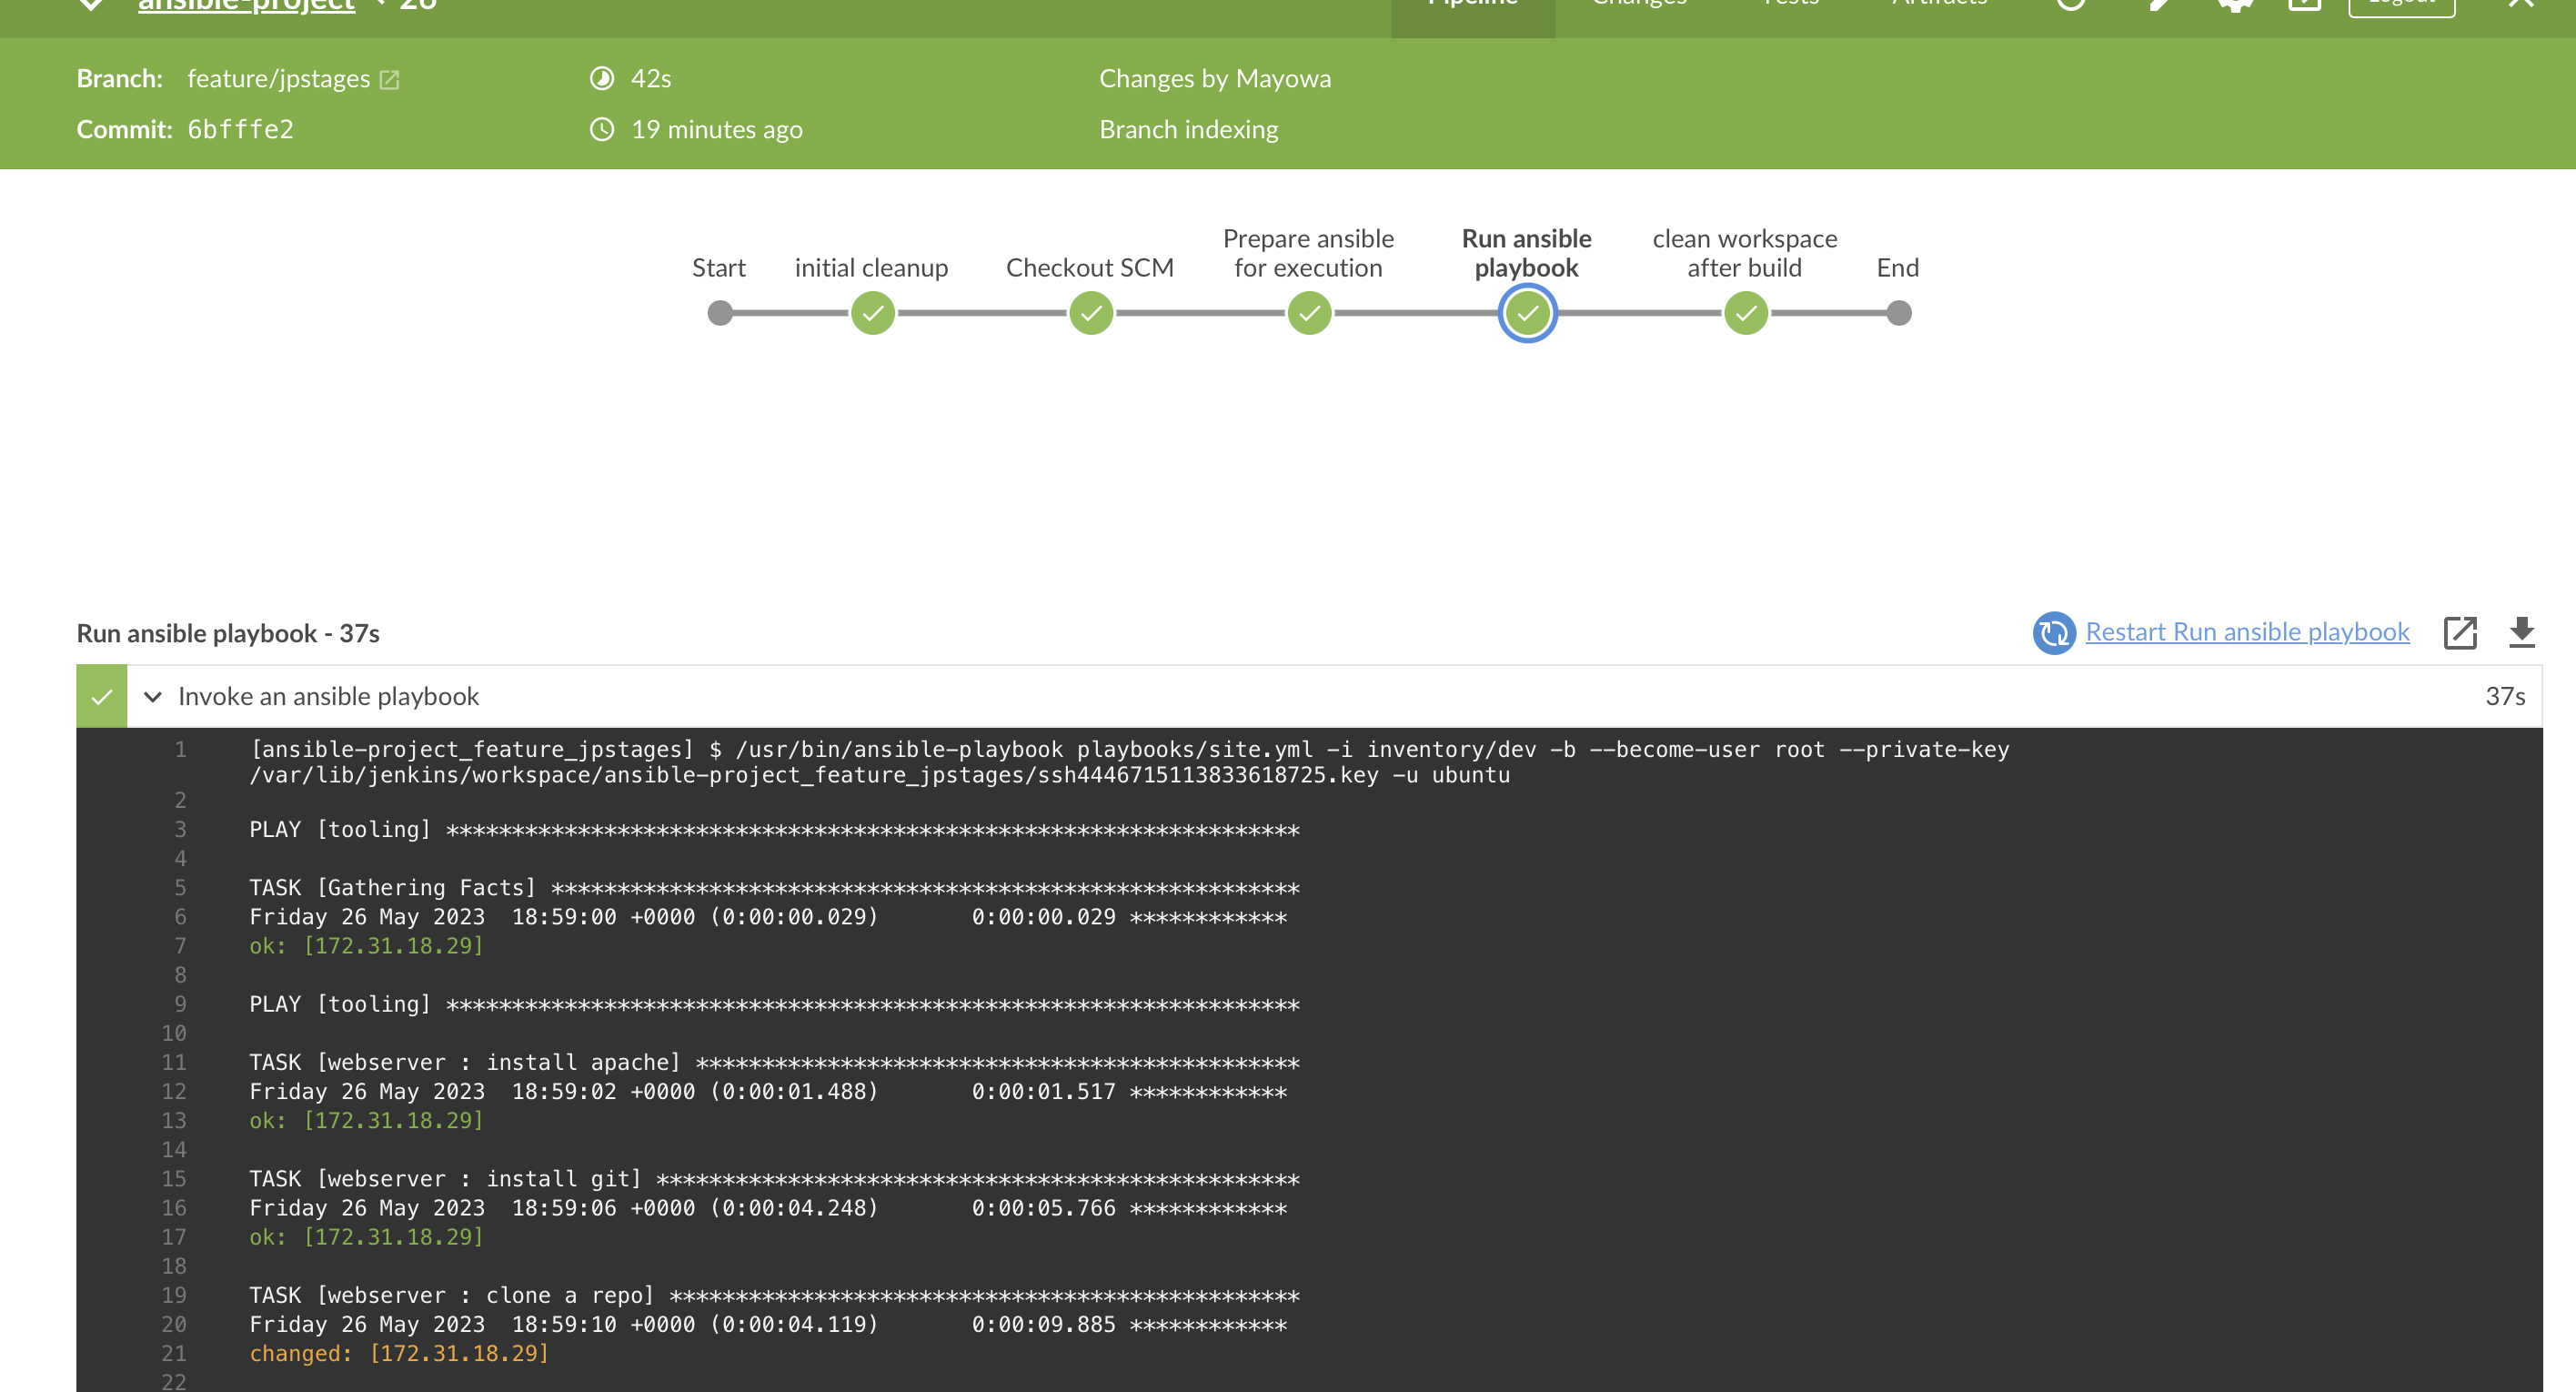 ansible-project 26
Pipeline Changes Tests Artifacts Logout
Branch: feature/jpstages 42s Changes by Mayowa
Commit: 6bfffe2 19 minutes ago Branch indexing
Start initial cleanup Checkout SCM Prepare ansible for execution Run ansible playbook clean workspace after build End
Run ansible playbook - 37s Restart Run ansible playbook
Invoke an ansible playbook 37s
1 [ansible-project_feature_jpstages] $ /usr/bin/ansible-playbook playbooks/site.yml -i inventory/dev -b --become-user root --private-key
/var/lib/jenkins/workspace/ansible-project_feature_jpstages/ssh4446715113833618725.key -u ubuntu
2
3 PLAY [tooling] *****************************************************************
4
5 TASK [Gathering Facts] *********************************************************
6 Friday 26 May 2023  18:59:00 +0000 (0:00:00.029)       0:00:00.029 ************
7 ok: [172.31.18.29]
8
9 PLAY [tooling] *****************************************************************
10
11 TASK [webserver : install apache] **********************************************
12 Friday 26 May 2023  18:59:02 +0000 (0:00:01.488)       0:00:01.517 ************
13 ok: [172.31.18.29]
14
15 TASK [webserver : install git] *************************************************
16 Friday 26 May 2023  18:59:06 +0000 (0:00:04.248)       0:00:05.766 ************
17 ok: [172.31.18.29]
18
19 TASK [webserver : clone a repo] ************************************************
20 Friday 26 May 2023  18:59:10 +0000 (0:00:04.119)       0:00:09.885 ************
21 changed: [172.31.18.29]
22